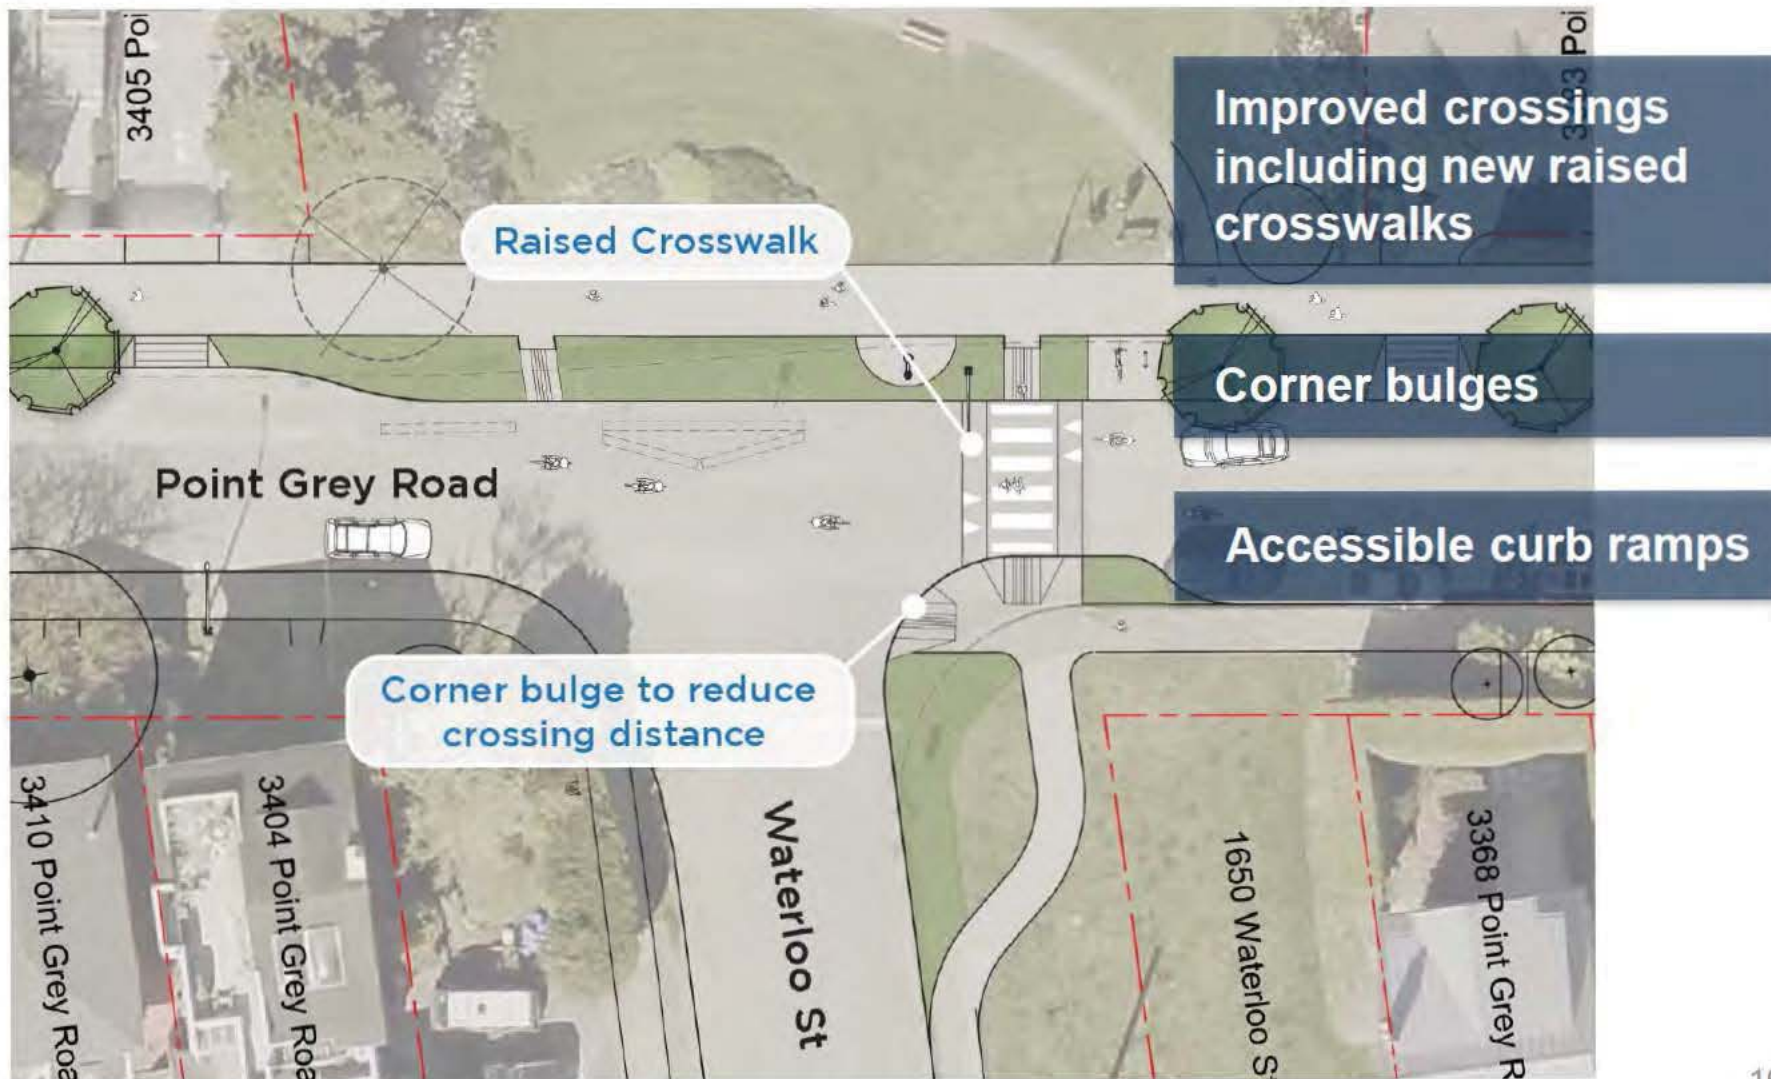 3405 Poi
Poi
Improved crossings
including new raised
crosswalks
Raised Crosswalk
Corner bulges
Point Grey Road
Accessible curb ramps
Corner bulge to reduce
crossing distance
3410 Point Grey Roa
3404 Point Grey Roa
Waterloo St
1650 Waterloo S
3368 Point Grey R